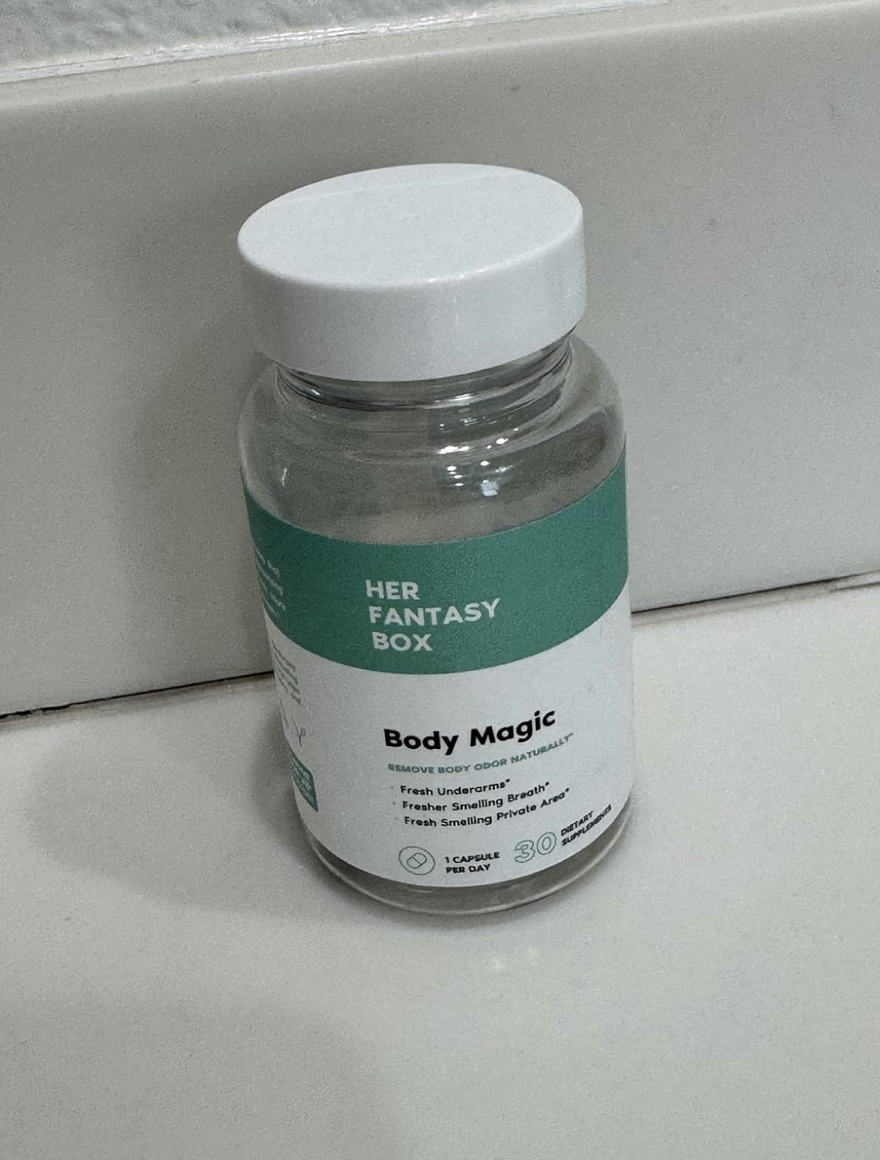 HER
FANTASY
BOX
Body Magic
REMOVE BODY ODOR NATURALLY™
Fresh Underarms*
Fresher Smelling Breath*
Fresh Smelling Private Area*
1 CAPSULE
PER DAY
30
DIETARY
SUPPLEMENTS